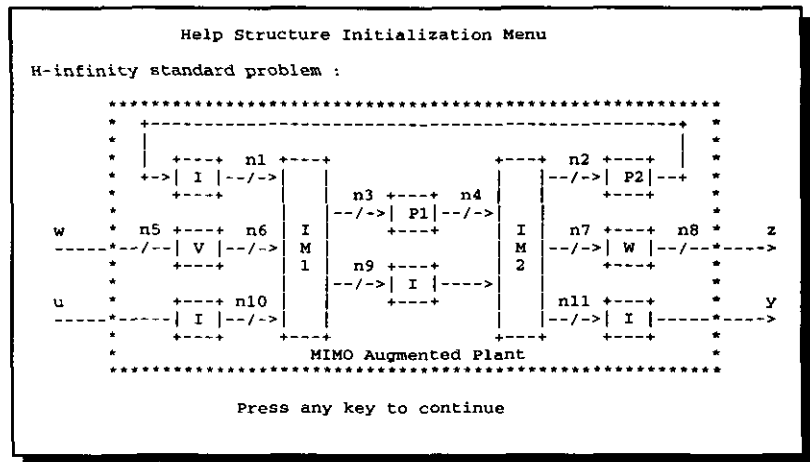 Help Structure Initialization Menu
H-infinity standard problem :
n1 n2
I P2
n3 n4
P1
w n5 n6 n7 n8 z
V I M 1 I M 2 W
n9
I
u n10 n11 y
I I
MIMO Augmented Plant
Press any key to continue